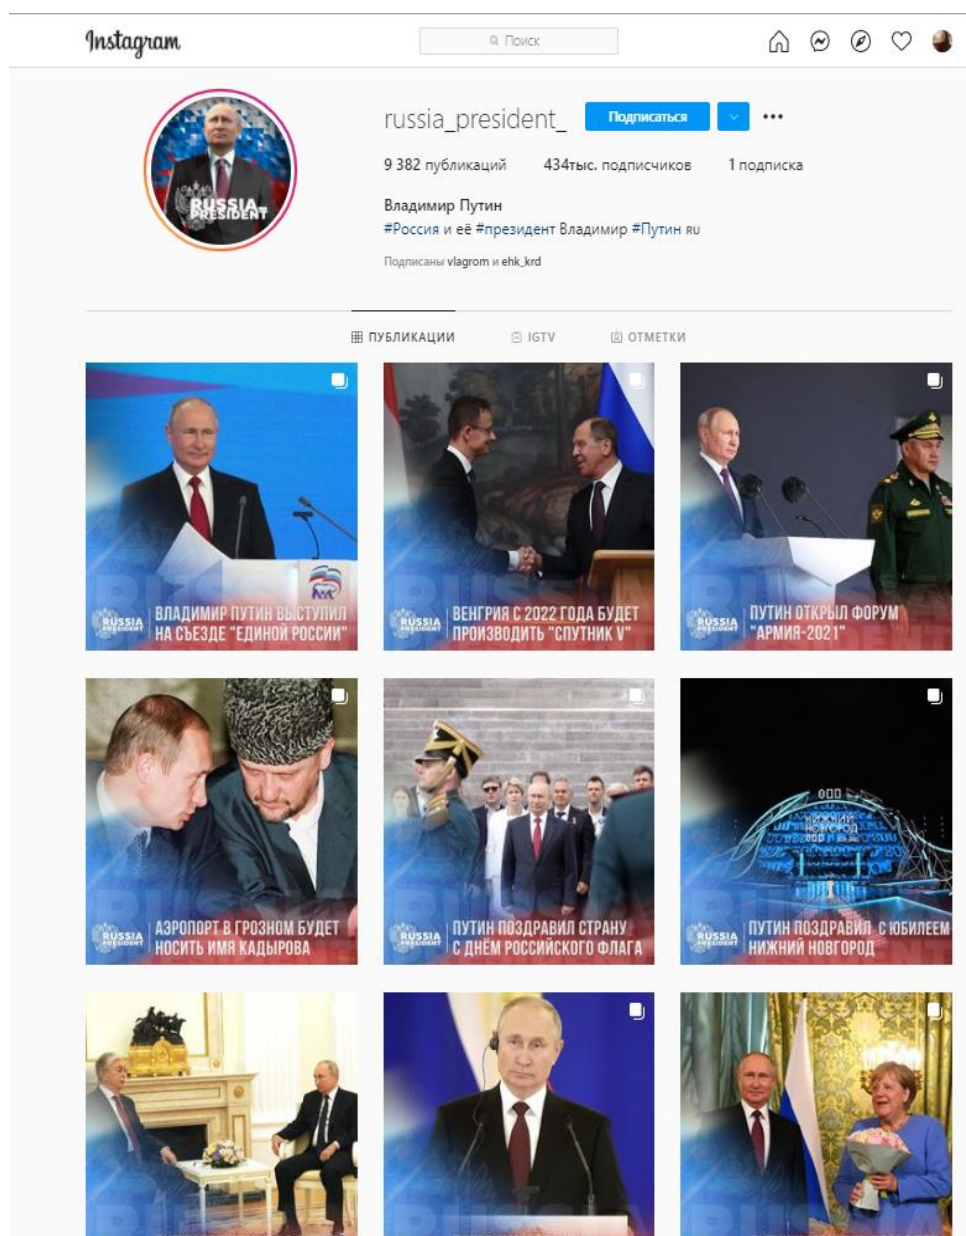 Instagram
Поиск
russia_president_
Подписаться
9 382 публикаций 434тыс. подписчиков 1 подписка
Владимир Путин
#Россия и её #президент Владимир #Путин RU
Подписаны vlagrom и ehk_krd
RUSSIA
PRESIDENT
ПУБЛИКАЦИИ IGTV ОТМЕТКИ
RUSSIA
PRESIDENT
ВЛАДИМИР ПУТИН ВЫСТУПИЛ
НА СЪЕЗДЕ "ЕДИНОЙ РОССИИ"
RUSSIA
PRESIDENT
ВЕНГРИЯ С 2022 ГОДА БУДЕТ
ПРОИЗВОДИТЬ "СПУТНИК V"
RUSSIA
PRESIDENT
ПУТИН ОТКРЫЛ ФОРУМ
"АРМИЯ-2021"
RUSSIA
PRESIDENT
АЭРОПОРТ В ГРОЗНОМ БУДЕТ
НОСИТЬ ИМЯ КАДЫРОВА
RUSSIA
PRESIDENT
ПУТИН ПОЗДРАВИЛ СТРАНУ
С ДНЁМ РОССИЙСКОГО ФЛАГА
НИЖНИЙ
НОВГОРОД
RUSSIA
PRESIDENT
ПУТИН ПОЗДРАВИЛ С ЮБИЛЕЕМ
НИЖНИЙ НОВГОРОД